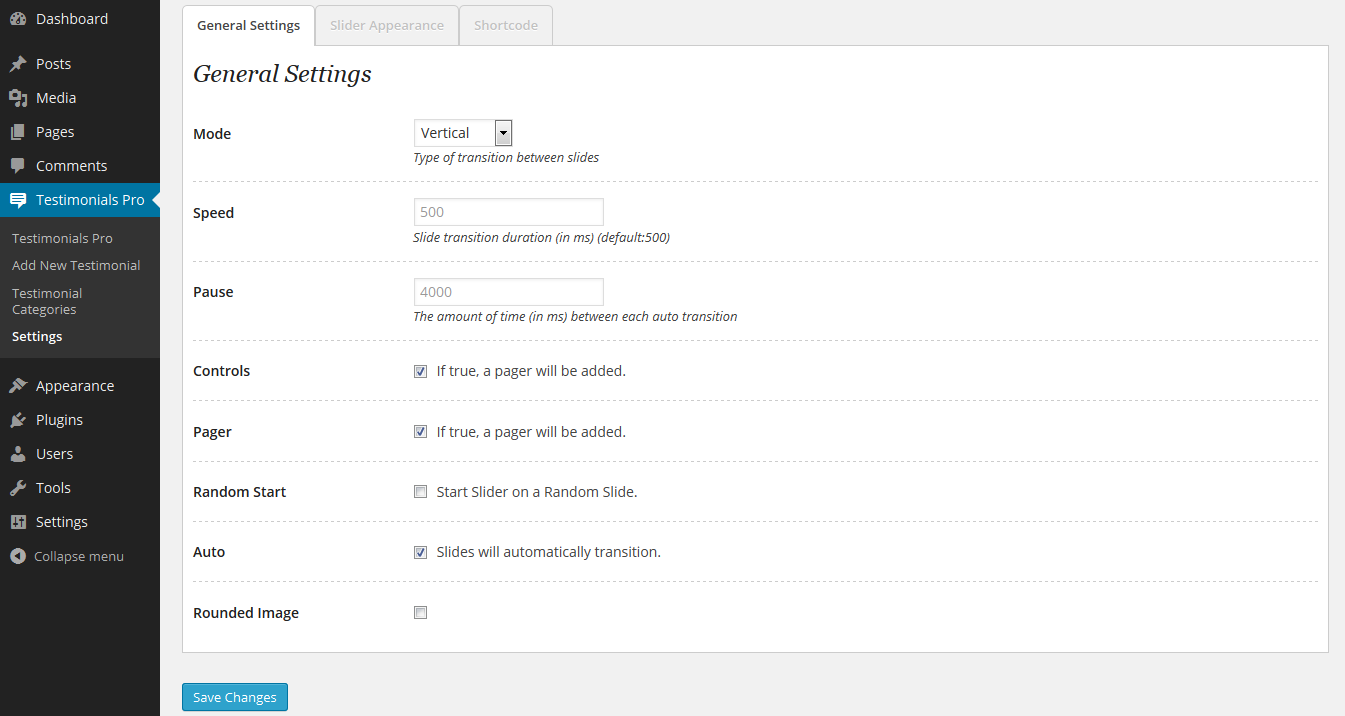 Dashboard
Posts
Media
Pages
Comments
Testimonials Pro
Testimonials Pro
Add New Testimonial
Testimonial
Categories
Settings
Appearance
Plugins
Users
Tools
Settings
Collapse menu
General Settings
Slider Appearance
Shortcode
General Settings
Mode
Vertical
Type of transition between slides
Speed
500
Slide transition duration (in ms) (default:500)
Pause
4000
The amount of time (in ms) between each auto transition
Controls
If true, a pager will be added.
Pager
If true, a pager will be added.
Random Start
Start Slider on a Random Slide.
Auto
Slides will automatically transition.
Rounded Image
Save Changes